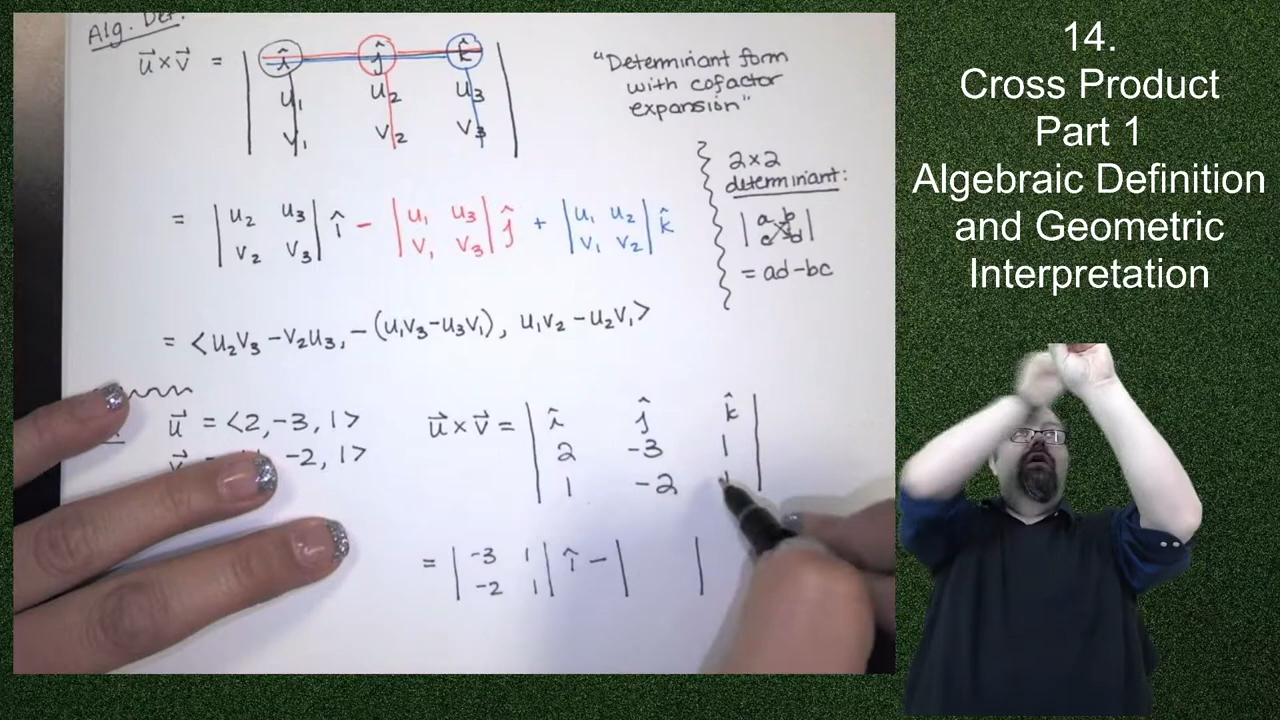 Alg. Def.
u⃗ × v⃗ = | î ĵ k̂ |
u₁ u₂ u₃
v₁ v₂ v₃
"Determinant form
with cofactor
expansion"
2×2
determinant:
| a b |
| c d |
= ad-bc
= | u₂ u₃ | î − | u₁ u₃ | ĵ + | u₁ u₂ | k̂
| v₂ v₃ | | v₁ v₃ | | v₁ v₂ |
= <u₂v₃ - v₂u₃, -(u₁v₃-u₃v₁), u₁v₂ - u₂v₁>
u⃗ = <2, -3, 1>
v⃗ -2, 1>
u⃗ × v⃗ = | î ĵ k̂ |
2 -3 1
1 -2 1
= | -3 1 | î − | |
| -2 1 |
14.
Cross Product
Part 1
Algebraic Definition
and Geometric
Interpretation